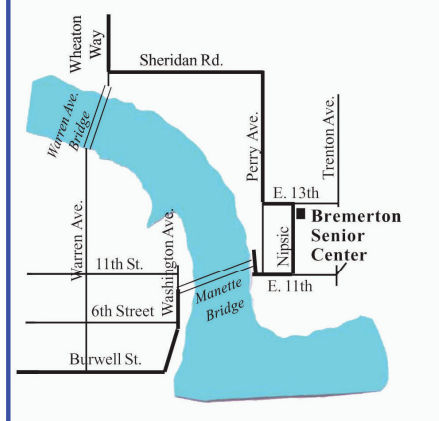 Wheaton
Way
Sheridan Rd.
Warren Ave.
Bridge
Perry Ave.
Trenton Ave.
E. 13th
Bremerton
Senior
Center
Nipsic
E. 11th
Warren Ave.
Washington Ave.
11th St.
Manette
Bridge
6th Street
Burwell St.